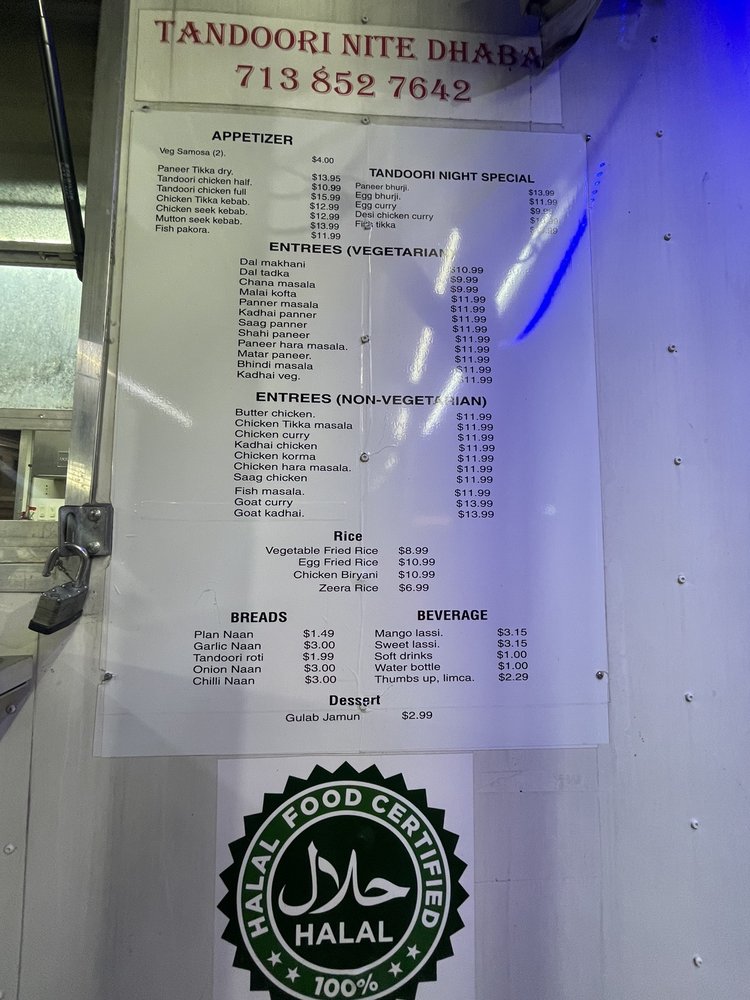 TANDOORI NITE DHABA
713 852 7642
APPETIZER
Veg Samosa (2). $4.00
Paneer Tikka dry. $13.95
Tandoori chicken half. $10.99
Tandoori chicken full $15.99
Chicken Tikka kebab. $12.99
Chicken seek kebab. $12.99
Mutton seek kebab. $13.99
Fish pakora. $11.99
TANDOORI NIGHT SPECIAL
Paneer bhurji. $13.99
Egg bhurji. $11.99
Egg curry
Desi chicken curry
Fish tikka
ENTREES (VEGETARIAN
Dal makhani $10.99
Dal tadka $9.99
Chana masala $9.99
Malai kofta $11.99
Panner masala $11.99
Kadhai panner $11.99
Saag panner $11.99
Shahi paneer $11.99
Paneer hara masala. $11.99
Matar paneer. $11.99
Bhindi masala $11.99
Kadhai veg. $11.99
ENTREES (NON-VEGETARIAN)
Butter chicken. $11.99
Chicken Tikka masala $11.99
Chicken curry $11.99
Kadhai chicken $11.99
Chicken korma $11.99
Chicken hara masala. $11.99
Saag chicken $11.99
Fish masala. $11.99
Goat curry $13.99
Goat kadhai. $13.99
Rice
Vegetable Fried Rice $8.99
Egg Fried Rice $10.99
Chicken Biryani $10.99
Zeera Rice $6.99
BREADS
Plan Naan $1.49
Garlic Naan $3.00
Tandoori roti $1.99
Onion Naan $3.00
Chilli Naan $3.00
BEVERAGE
Mango lassi. $3.15
Sweet lassi. $3.15
Soft drinks $1.00
Water bottle $1.00
Thumbs up, limca. $2.29
Dessert
Gulab Jamun $2.99
HALAL FOOD CERTIFIED
حلال
HALAL
100%